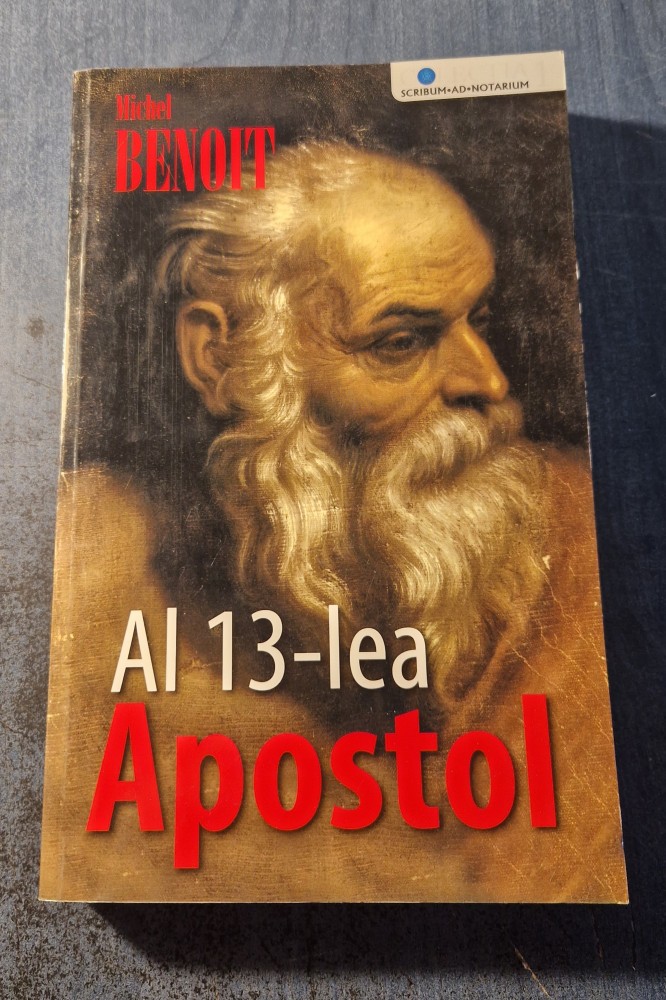 Michel
BENOIT
SCRIBUM•AD•NOTARIUM
Al 13-lea
Apostol